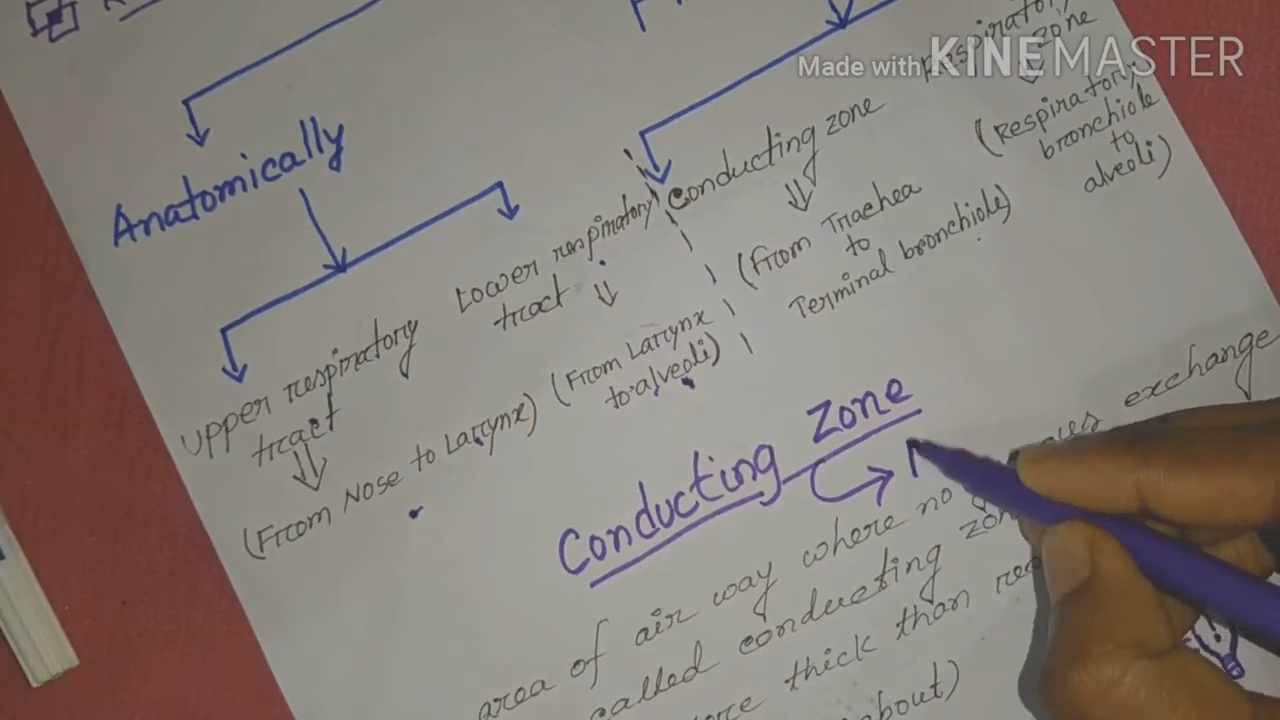 Made with KINEMASTER
Respiratory
zone
Anatomically
Conducting zone
(Respiratory
bronchiole
to
alveoli)
Lower respiratory
tract
(From Trachea
to
Terminal bronchiole)
Upper respiratory
tract
(From Larynx
to alveoli)
(From Nose to Larynx)
Conducting Zone
area of air way where no exchange
called conducting
thick than
about)